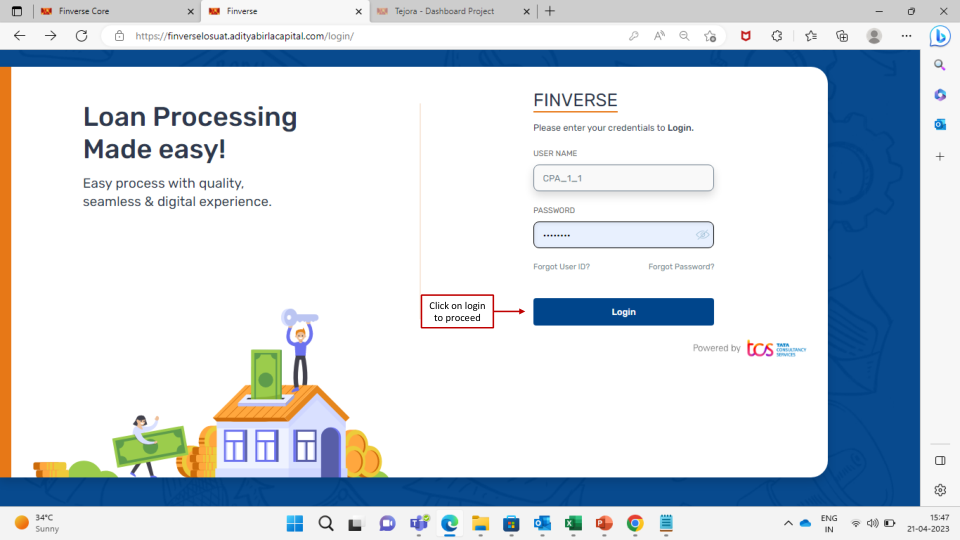 Finverse Core
Finverse
Tejora - Dashboard Project
https://finverselosuat.adityabirlacapital.com/login/
Loan Processing
Made easy!
Easy process with quality,
seamless & digital experience.
FINVERSE
Please enter your credentials to Login.
USER NAME
CPA_1_1
PASSWORD
••••••••
Forgot User ID?
Forgot Password?
Click on login
to proceed
Login
Powered by
tcs TATA
CONSULTANCY
SERVICES
34°C
Sunny
ENG
IN
15:47
21-04-2023